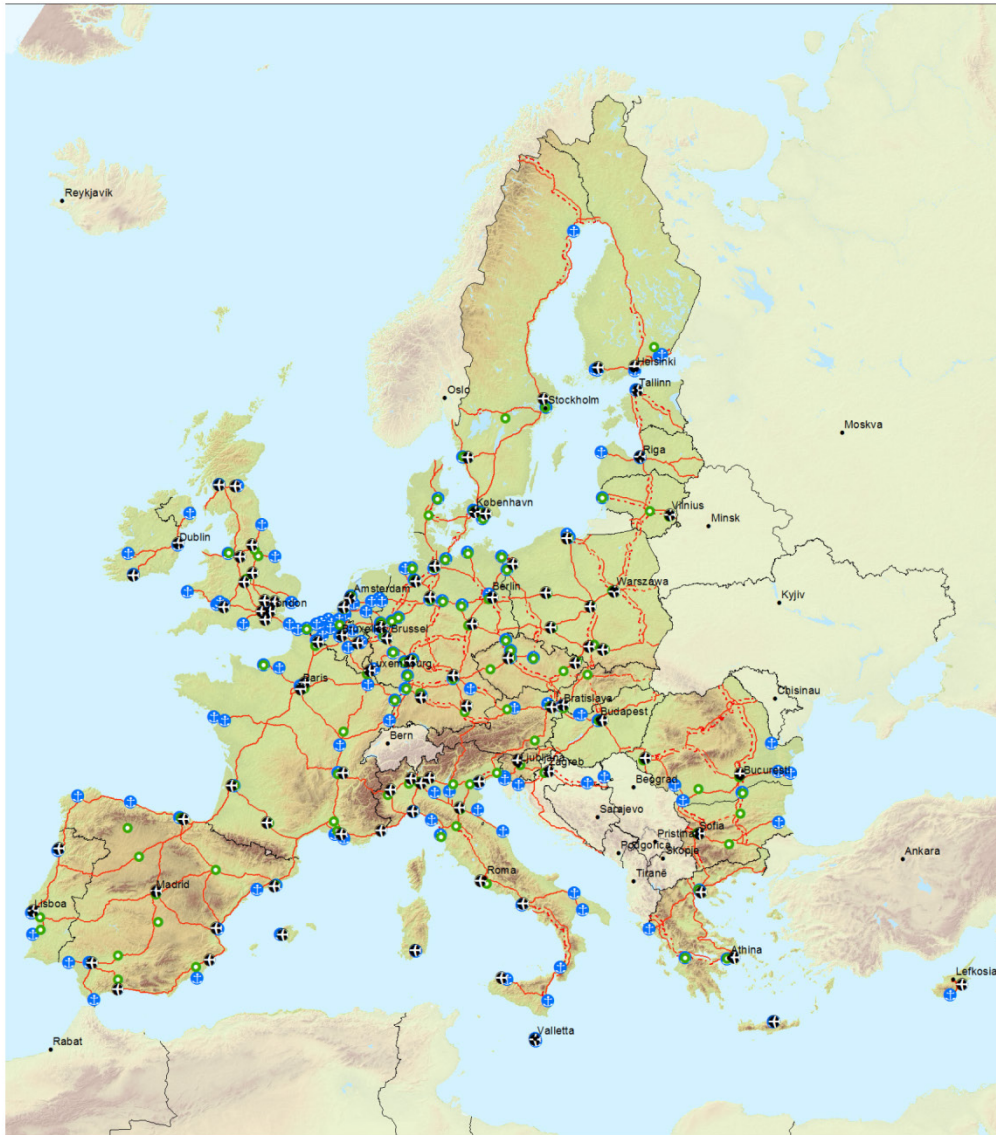 Reykjavík
Oslo
Helsinki
Tallinn
Stockholm
Moskva
Riga
København
Vilnius
Minsk
Dublin
Amsterdam
Berlin
Warszawa
London
Kyjiv
Bruxelles/Brussel
Luxembourg
Paris
Bratislava
Chisinau
Budapest
Bern
Ljubljana
Zagreb
Bucuresti
Beograd
Sarajevo
Sofia
Pristina
Podgorica
Skopje
Ankara
Roma
Tiranë
Madrid
Lisboa
Athina
Lefkosia
Valletta
Rabat